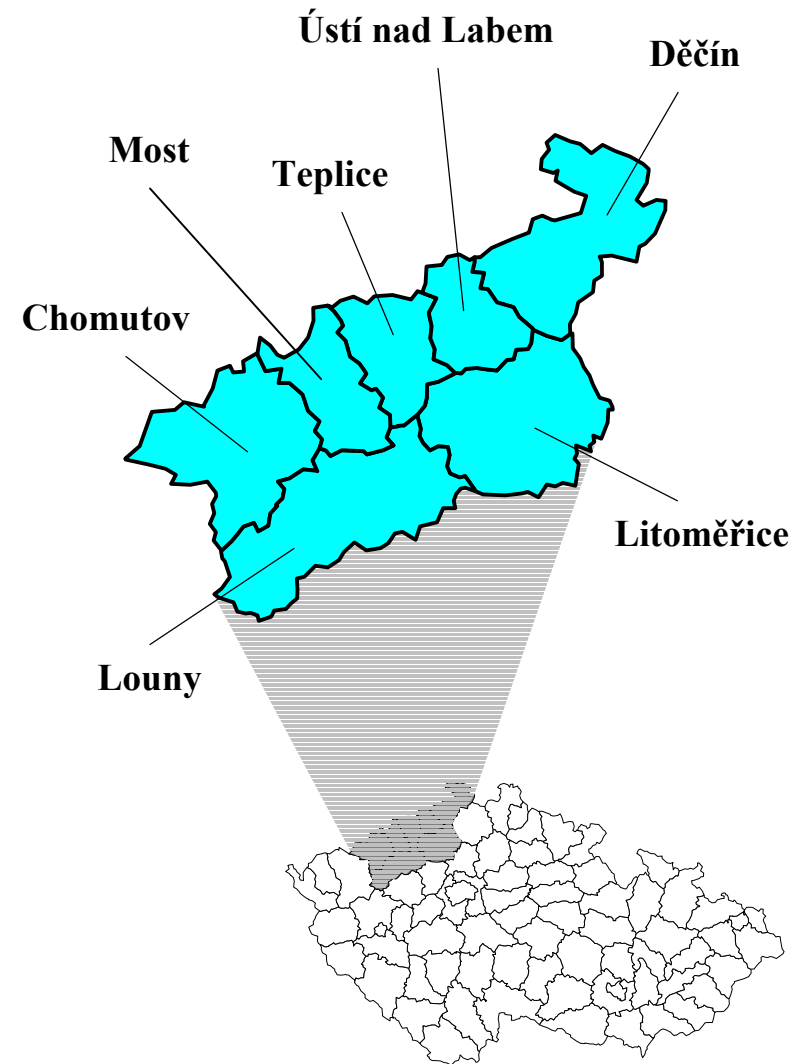 Ústí nad Labem
Děčín
Most
Teplice
Chomutov
Litoměřice
Louny